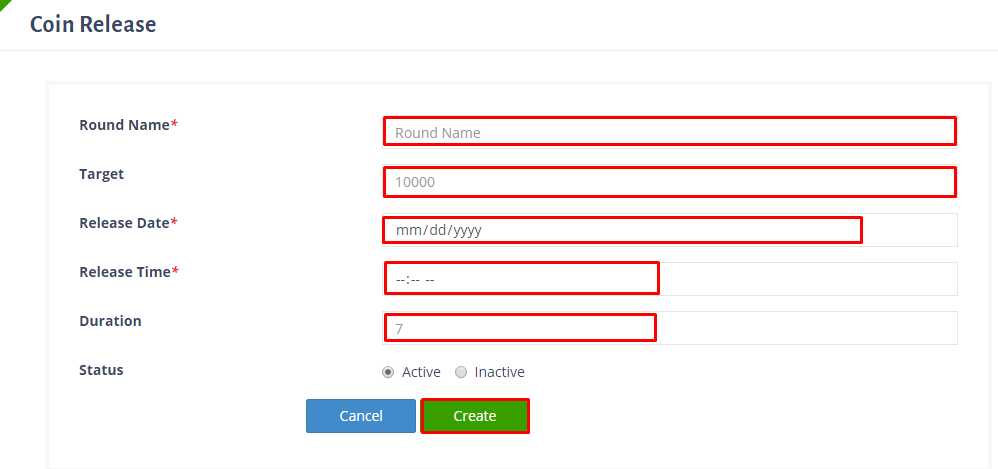 Coin Release
Round Name*
Round Name
Target
10000
Release Date*
mm/dd/yyyy
Release Time*
--:-- --
Duration
7
Status
Active Inactive
Cancel Create